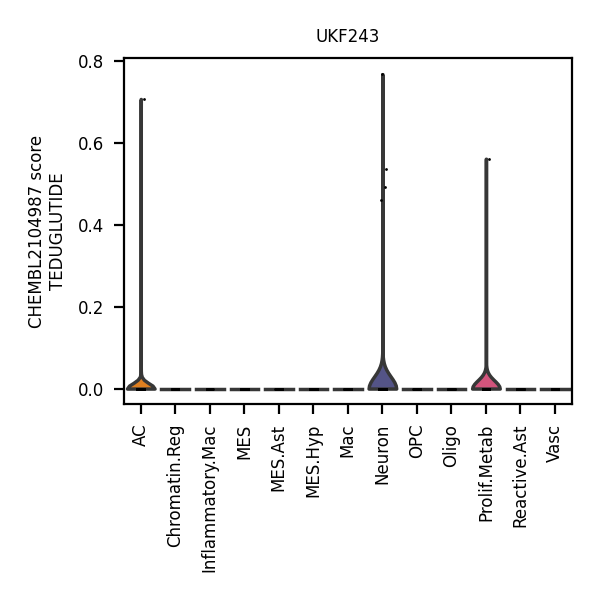 UKF243
CHEMBL2104987 score
TEDUGLUTIDE
0.8
0.6
0.4
0.2
0.0
AC
Chromatin.Reg
Inflammatory.Mac
MES
MES.Ast
MES.Hyp
Mac
Neuron
OPC
Oligo
Prolif.Metab
Reactive.Ast
Vasc